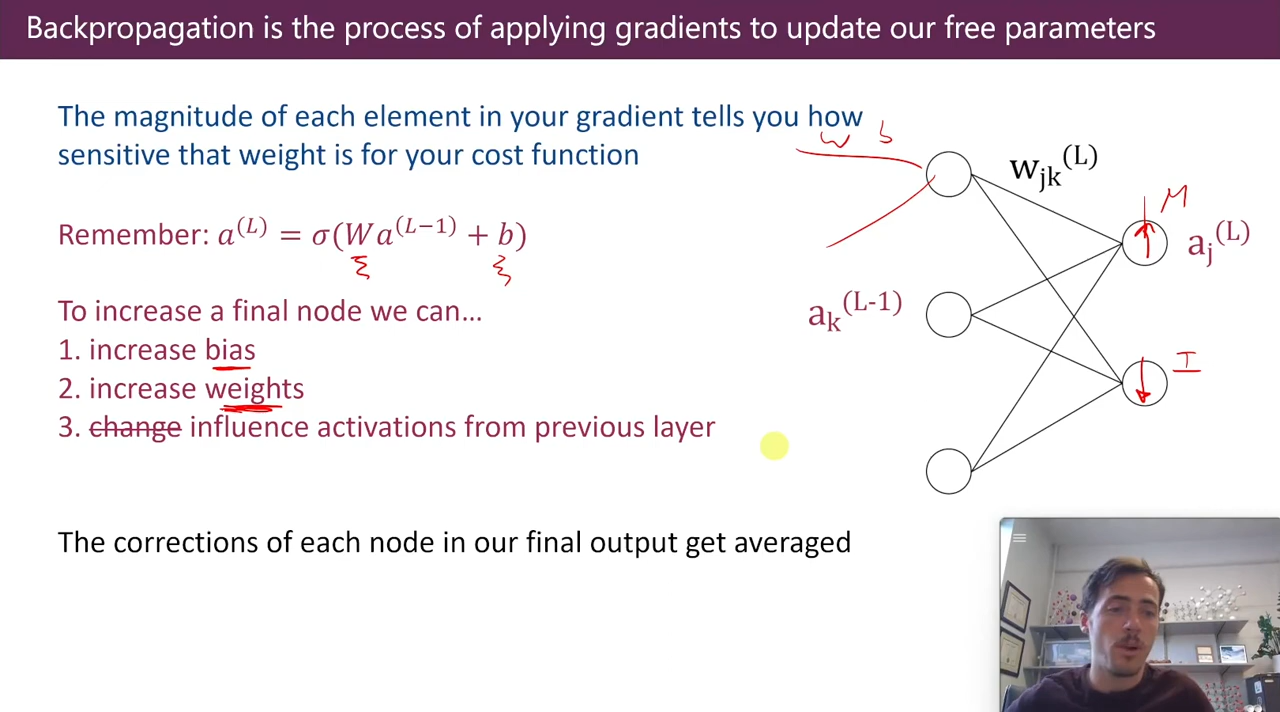 Backpropagation is the process of applying gradients to update our free parameters
The magnitude of each element in your gradient tells you how
sensitive that weight is for your cost function
w b
w_jk^(L)
M
Remember: a^(L) = σ(Wa^(L−1) + b)
a_j^(L)
To increase a final node we can...
a_k^(L-1)
1. increase bias
I
2. increase weights
3. change influence activations from previous layer
The corrections of each node in our final output get averaged